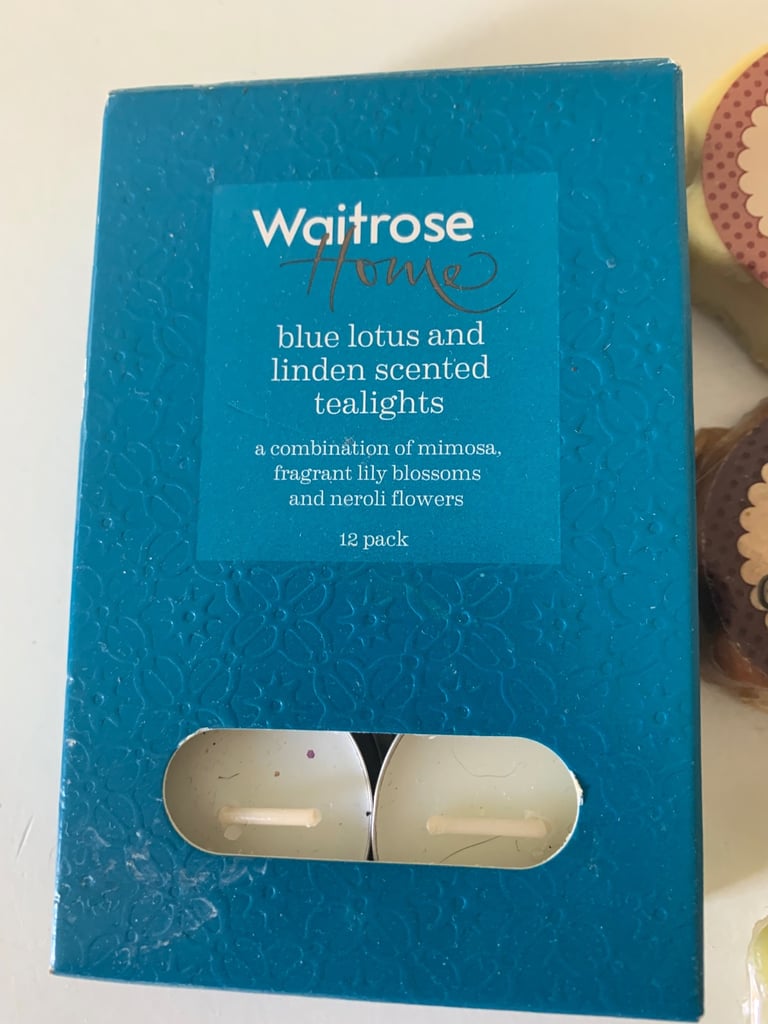 Waitrose
Home
blue lotus and
linden scented
tealights
a combination of mimosa,
fragrant lily blossoms
and neroli flowers
12 pack